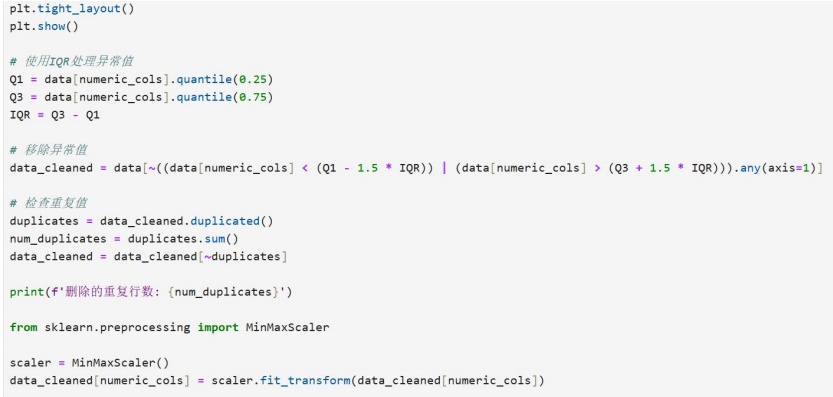 plt.tight_layout()
plt.show()
# 使用IQR处理异常值
Q1 = data[numeric_cols].quantile(0.25)
Q3 = data[numeric_cols].quantile(0.75)
IQR = Q3 - Q1
# 移除异常值
data_cleaned = data[~((data[numeric_cols] < (Q1 - 1.5 * IQR)) | (data[numeric_cols] > (Q3 + 1.5 * IQR))).any(axis=1)]
# 检查重复值
duplicates = data_cleaned.duplicated()
num_duplicates = duplicates.sum()
data_cleaned = data_cleaned[~duplicates]
print(f'删除的重复行数: {num_duplicates}')
from sklearn.preprocessing import MinMaxScaler
scaler = MinMaxScaler()
data_cleaned[numeric_cols] = scaler.fit_transform(data_cleaned[numeric_cols])